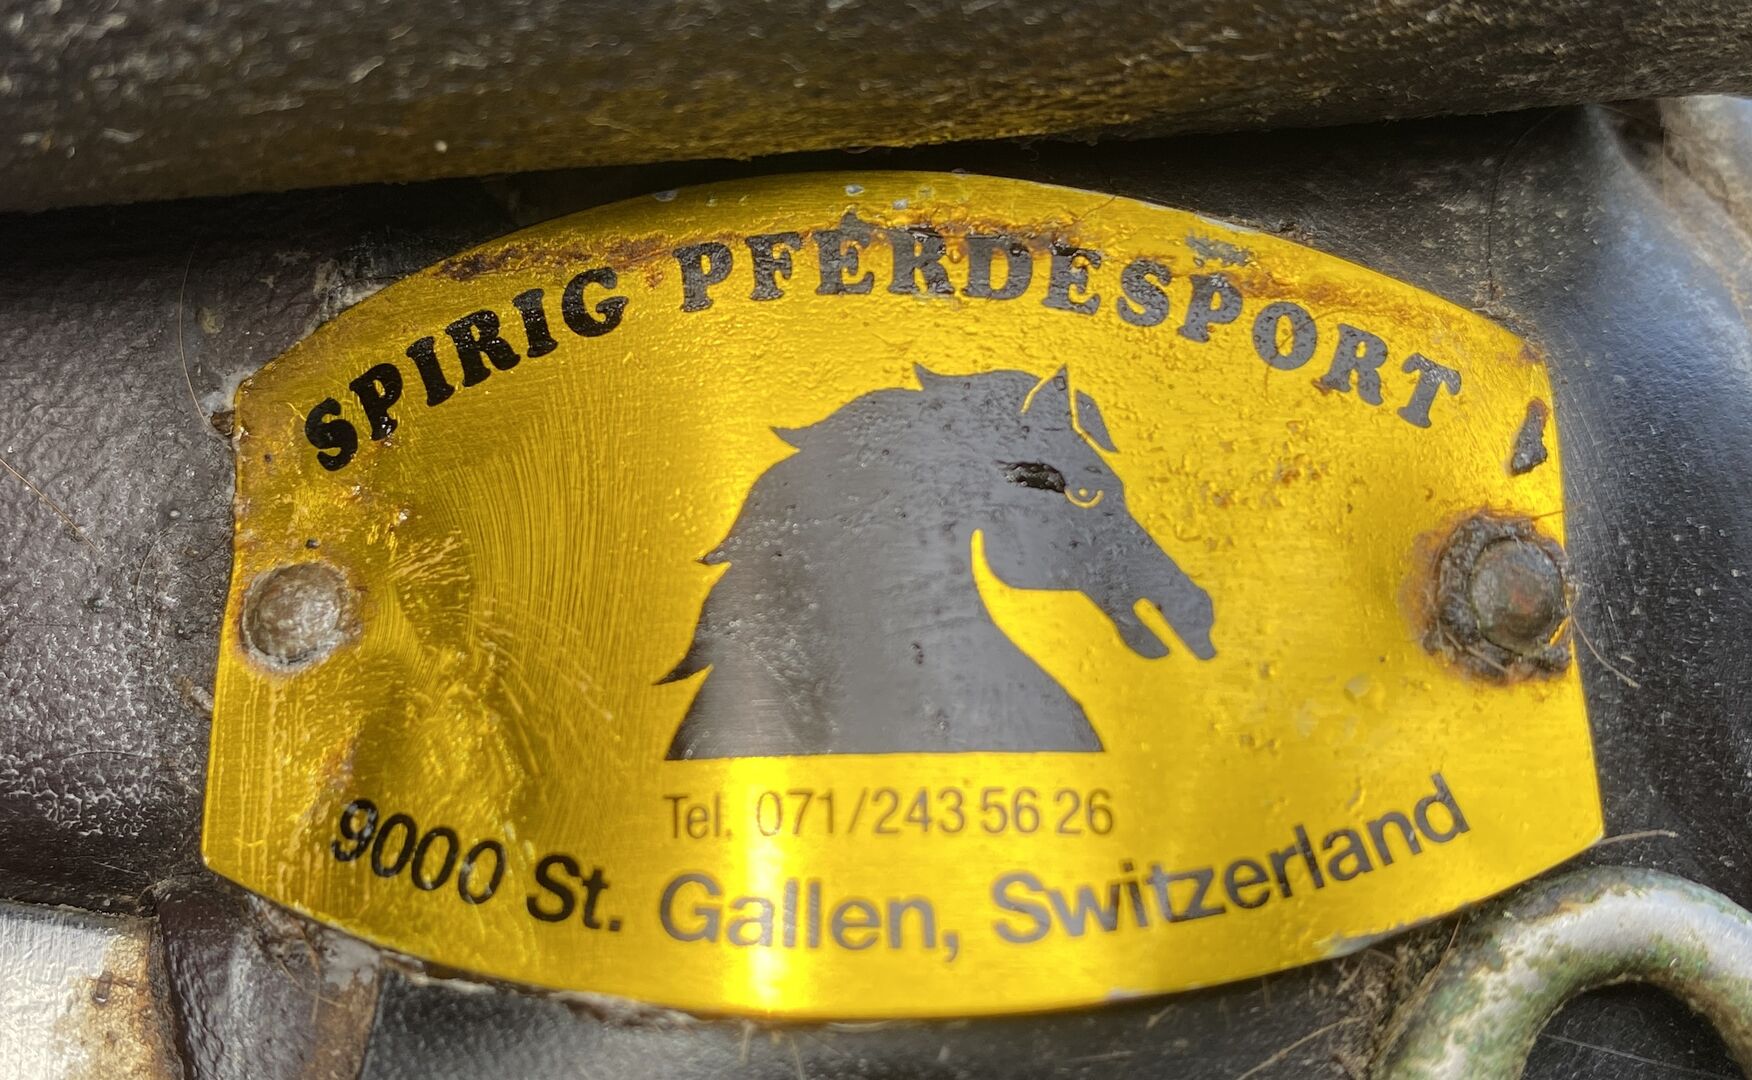 SPIRIG PFERDESPORT
Tel. 071/243 56 26
9000 St. Gallen, Switzerland